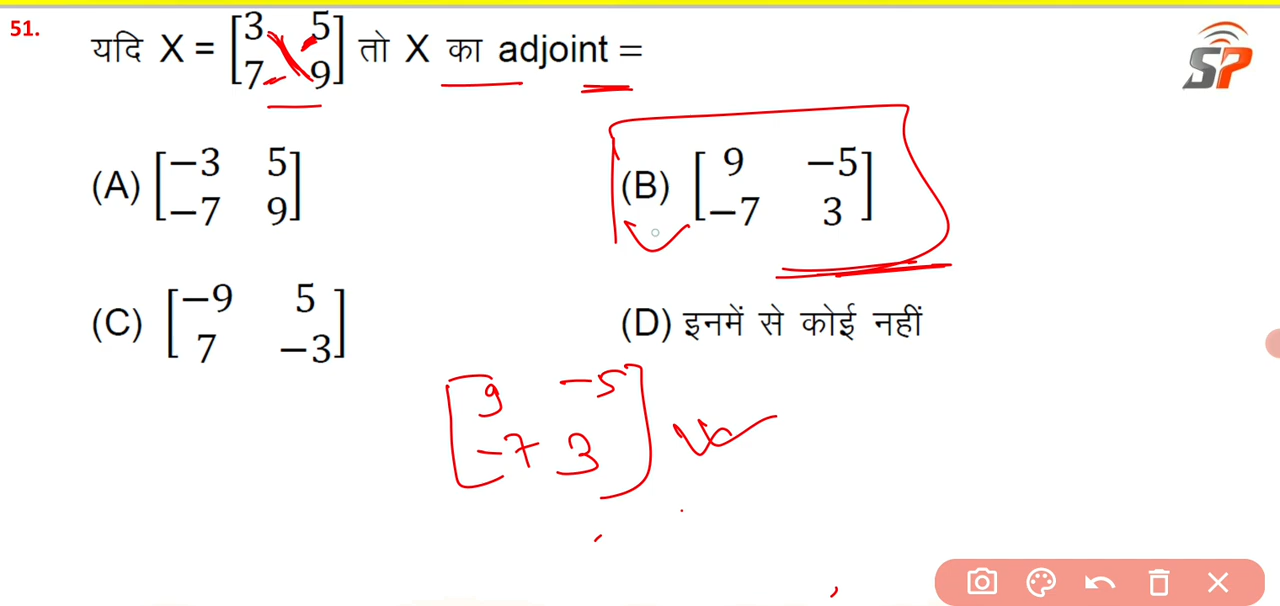 51.
यदि X = [3 5 7 9] तो X का adjoint =
SP
(A) [−3 5 −7 9]
(B) [9 −5 −7 3]
(C) [−9 5 7 −3]
(D) इनमें से कोई नहीं
[9 −5
−7 3]